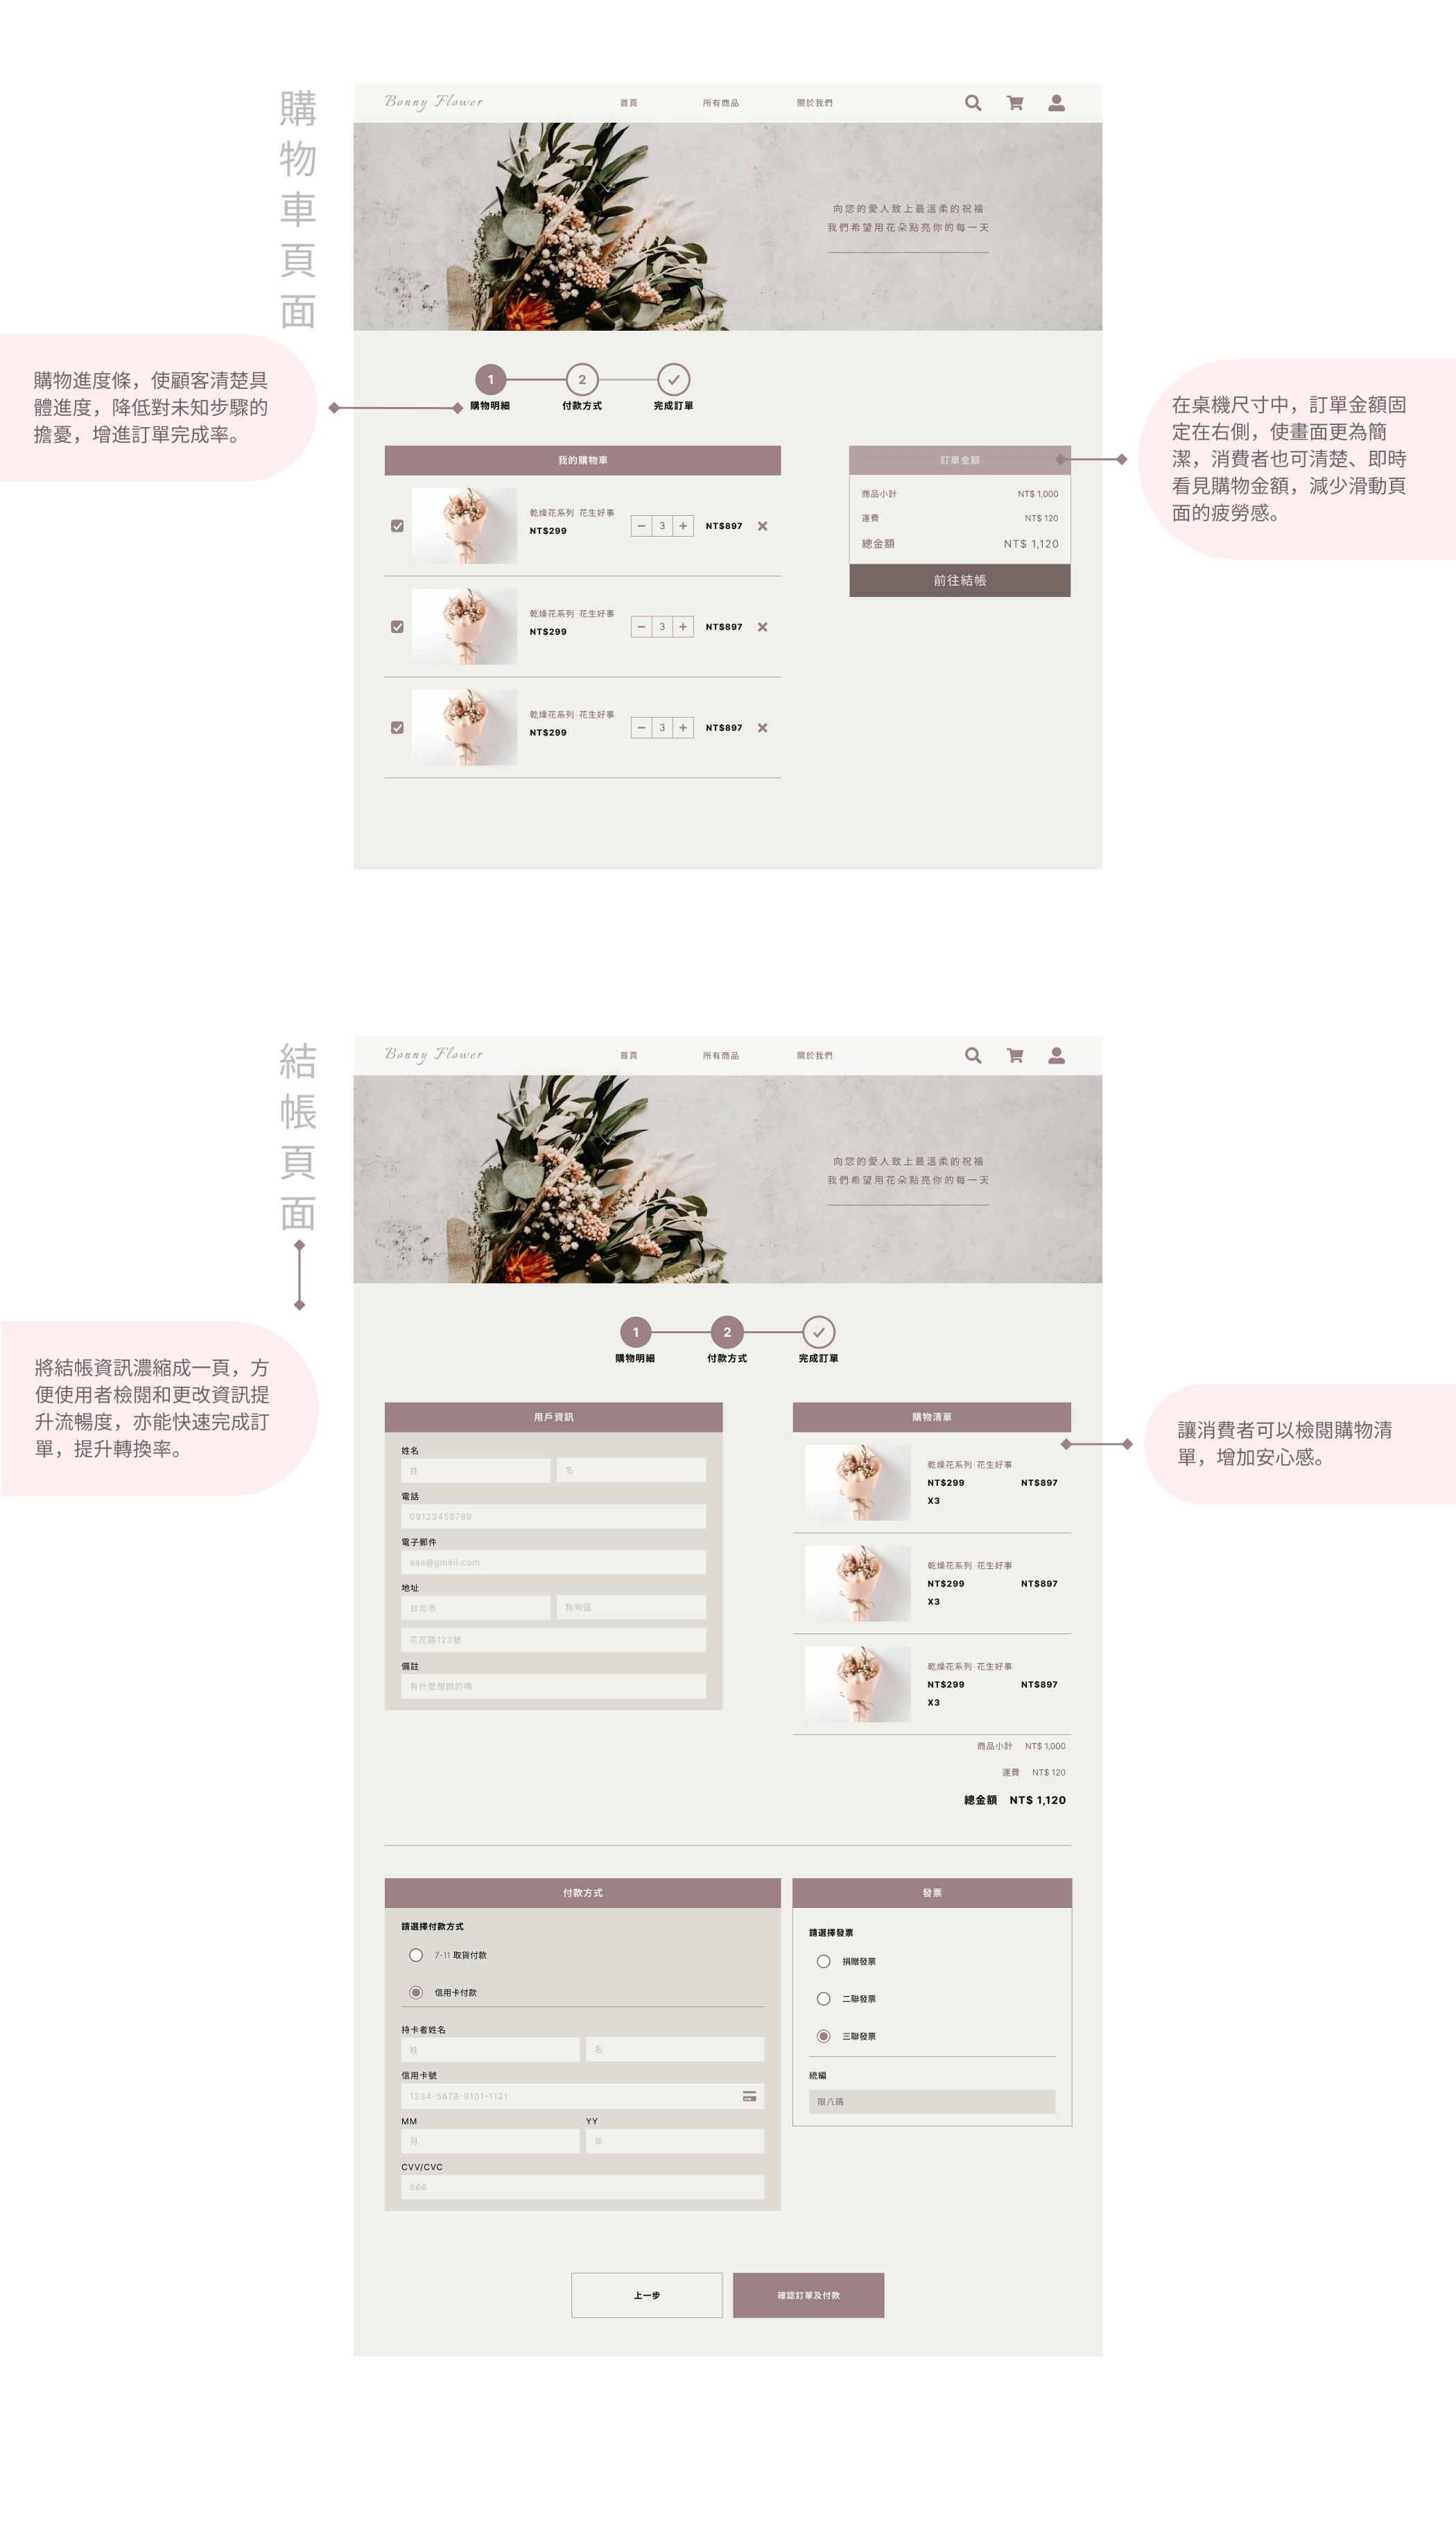 購物車頁面
Bonny Flower
首頁
所有商品
關於我們
向您的愛人致上最溫柔的祝福
我們希望用花朵點亮你的每一天
購物進度條，使顧客清楚具
體進度，降低對未知步驟的
擔憂，增進訂單完成率。
1
2
購物明細
付款方式
完成訂單
在桌機尺寸中，訂單金額固
定在右側，使畫面更為簡
潔，消費者也可清楚、即時
看見購物金額，減少滑動頁
面的疲勞感。
我的購物車
乾燥花系列·花生好事
NT$299
3
NT$897
乾燥花系列·花生好事
NT$299
3
NT$897
乾燥花系列·花生好事
NT$299
3
NT$897
訂單金額
商品小計 NT$ 1,000
運費 NT$ 120
總金額 NT$ 1,120
前往結帳
結帳頁面
Bonny Flower
首頁
所有商品
關於我們
向您的愛人致上最溫柔的祝福
我們希望用花朵點亮你的每一天
將結帳資訊濃縮成一頁，方
便使用者檢閱和更改資訊提
升流暢度，亦能快速完成訂
單，提升轉換率。
1
2
購物明細
付款方式
完成訂單
讓消費者可以檢閱購物清
單，增加安心感。
用戶資訊
姓名
姓
名
電話
09123456789
電子郵件
aaa@gmail.com
地址
台北市
狗狗區
花花路123號
備註
有什麼想說的嗎
購物清單
乾燥花系列·花生好事
NT$299 NT$897
X3
乾燥花系列·花生好事
NT$299 NT$897
X3
乾燥花系列·花生好事
NT$299 NT$897
X3
商品小計 NT$ 1,000
運費 NT$ 120
總金額 NT$ 1,120
付款方式
請選擇付款方式
7-11 取貨付款
信用卡付款
持卡者姓名
姓
名
信用卡號
1234-5678-9101-1121
MM
YY
月
年
CVV/CVC
666
發票
請選擇發票
捐贈發票
二聯發票
三聯發票
統編
限八碼
上一步
確認訂單及付款